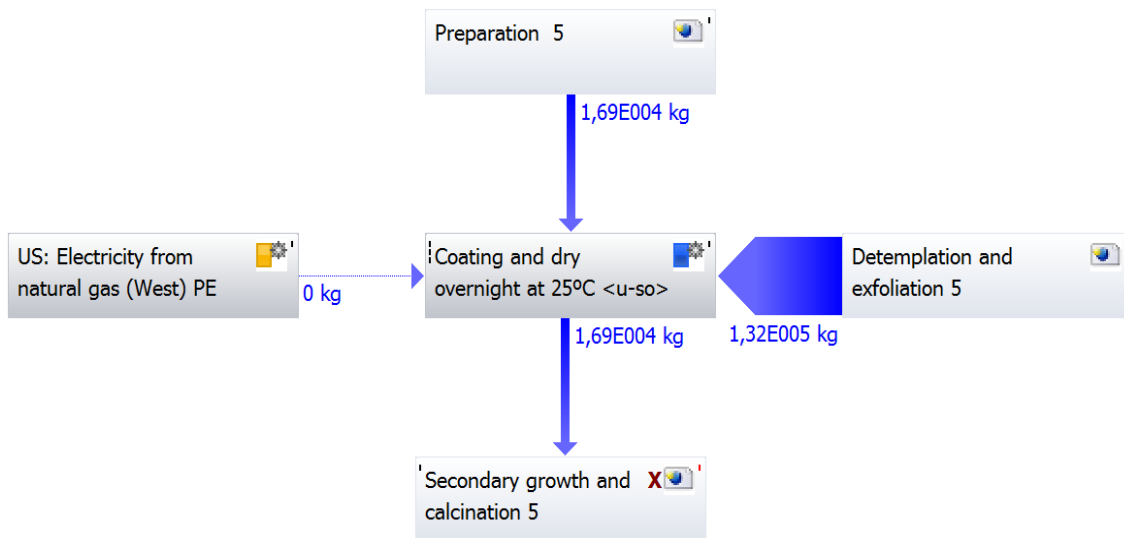 Preparation 5
1,69E004 kg
US: Electricity from
natural gas (West) PE
0 kg
Coating and dry
overnight at 25ºC <u-so>
Detemplation and
exfoliation 5
1,32E005 kg
1,69E004 kg
Secondary growth and
calcination 5
X